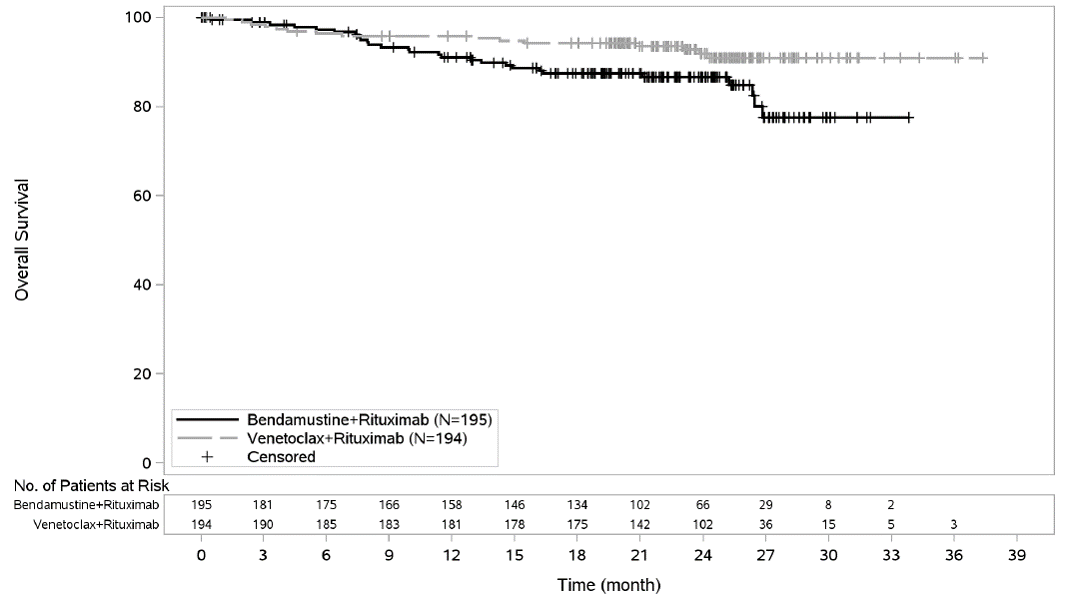 100
80
60
40
20
0
Overall Survival
Bendamustine+Rituximab (N=195)
Venetoclax+Rituximab (N=194)
Censored
No. of Patients at Risk
Bendamustine+Rituximab 195 181 175 166 158 146 134 102 66 29 8 2
Venetoclax+Rituximab 194 190 185 183 181 178 175 142 102 36 15 5 3
0 3 6 9 12 15 18 21 24 27 30 33 36 39
Time (month)